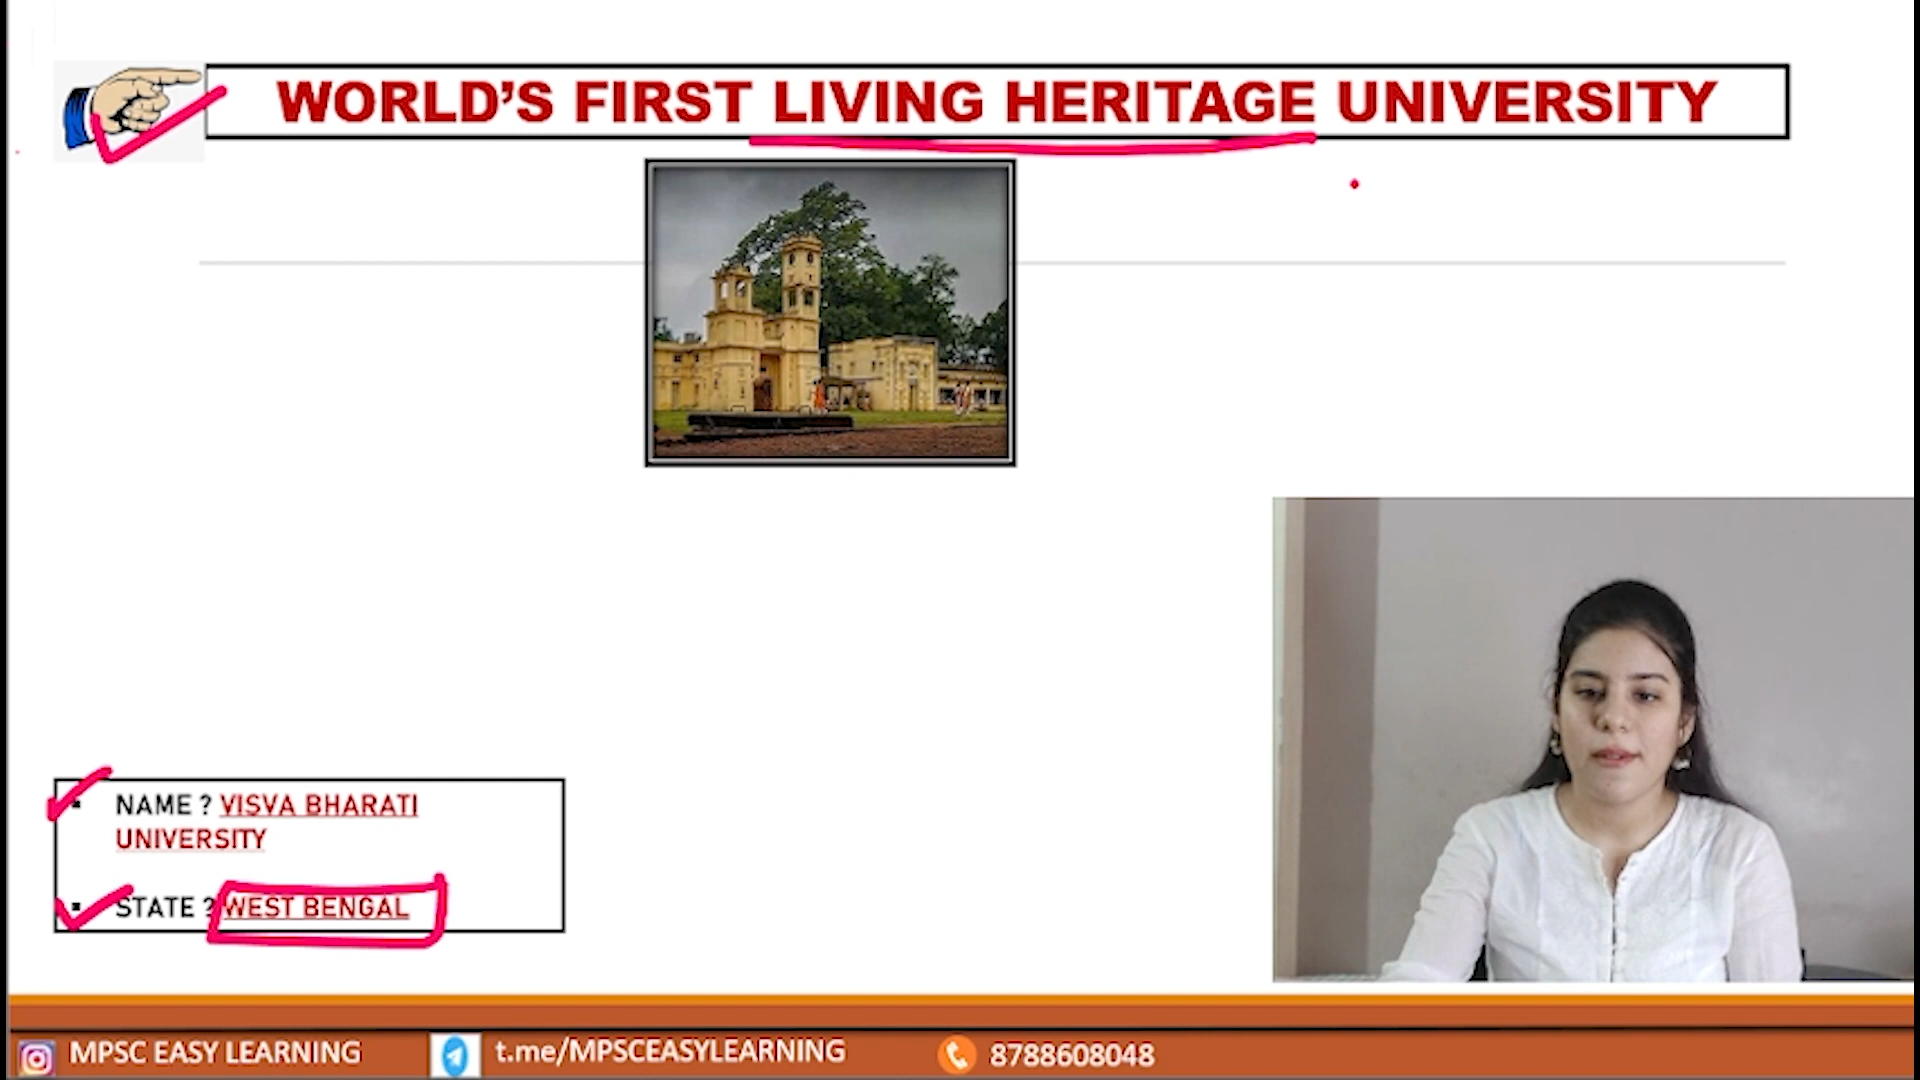 WORLD’S FIRST LIVING HERITAGE UNIVERSITY
NAME ? VISVA BHARATI
UNIVERSITY
STATE ? WEST BENGAL
MPSC EASY LEARNING
t.me/MPSCEASYLEARNING
8788608048